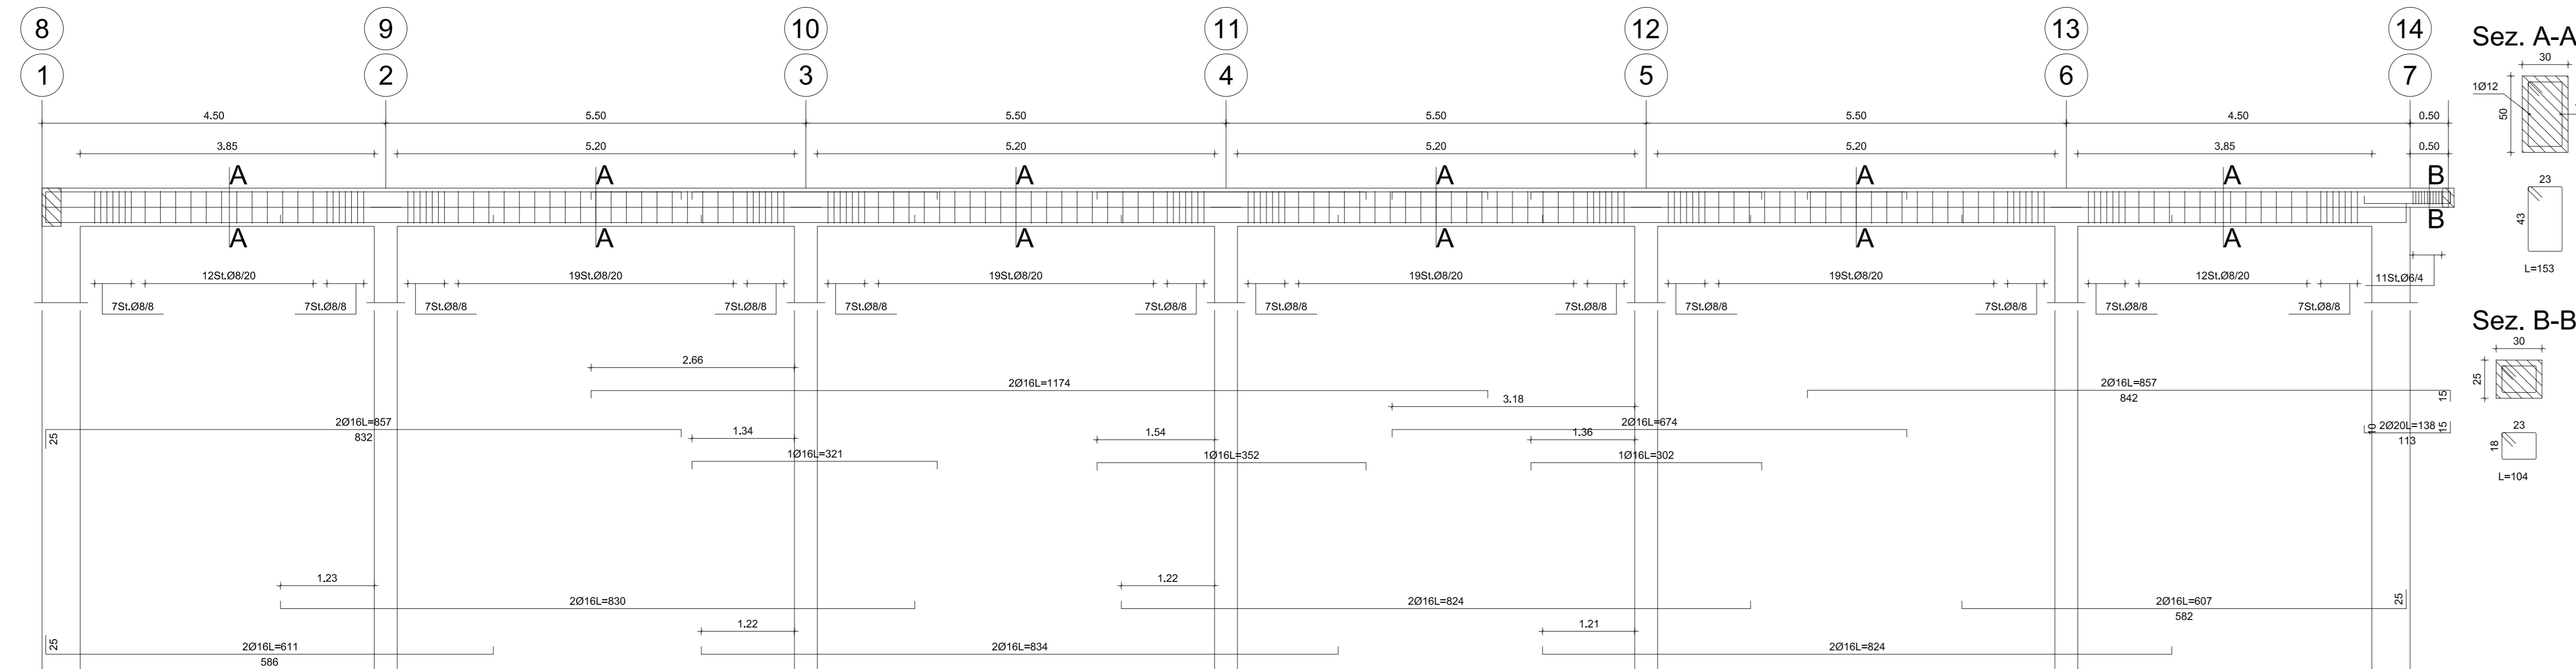 8 9 10 11 12 13 14
1 2 3 4 5 6 7
4.50 5.50 5.50 5.50 5.50 4.50 0.50
3.85 5.20 5.20 5.20 5.20 3.85 0.50
A A A A A A B
A A A A A A B
12St.Ø8/20 19St.Ø8/20 19St.Ø8/20 19St.Ø8/20 19St.Ø8/20 12St.Ø8/20 11St.Ø6/4
7St.Ø8/8 7St.Ø8/8 7St.Ø8/8 7St.Ø8/8 7St.Ø8/8 7St.Ø8/8 7St.Ø8/8 7St.Ø8/8 7St.Ø8/8 7St.Ø8/8 7St.Ø8/8 7St.Ø8/8
2.66
2Ø16L=1174 2Ø16L=857
842 15
3.18
25 2Ø16L=857 2Ø16L=674 10 2Ø20L=138 15
832 113
1.34 1.54 1.36
1Ø16L=321 1Ø16L=352 1Ø16L=302
1.23 1.22
2Ø16L=830 2Ø16L=824 2Ø16L=607 25
582
1.22 1.21
25 2Ø16L=611 2Ø16L=834 2Ø16L=824
586
Sez. A-A
30
1Ø12
50
23
43
L=153
Sez. B-B
30
25
23
18
L=104